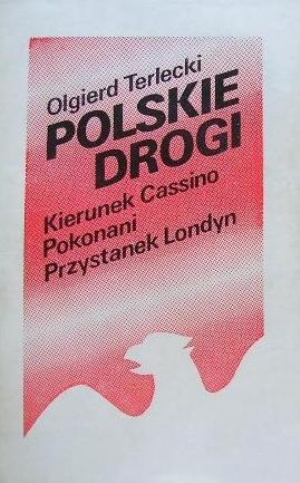 Olgierd Terlecki
POLSKIE
DROGI
Kierunek Cassino
Pokonani
Przystanek Londyn